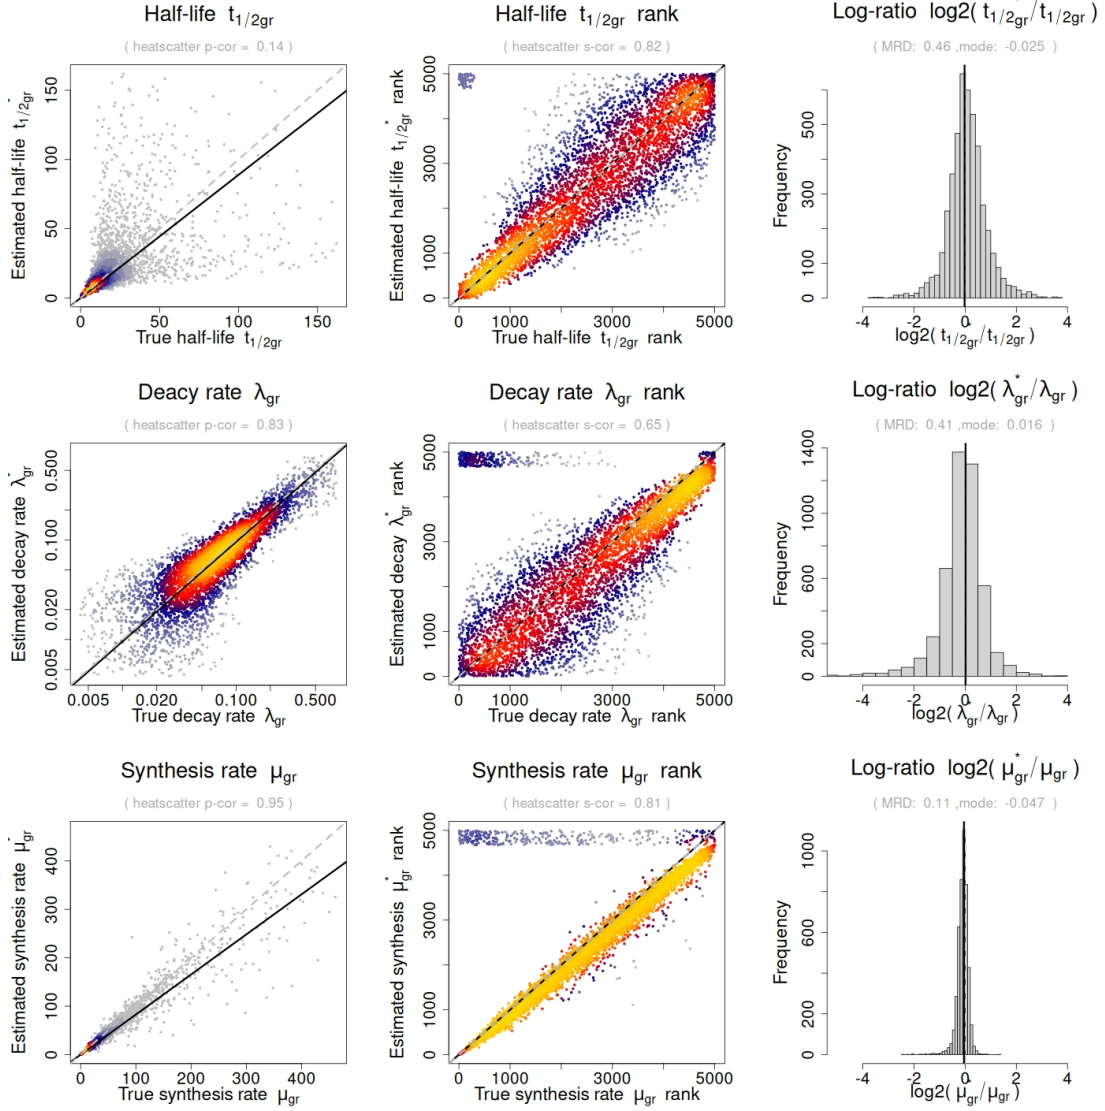 Half-life t1/2gr
( heatscatter p-cor = 0.14 )
Estimated half-life t*1/2gr
0 50 100 150
0 50 100 150
True half-life t1/2gr
Half-life t1/2gr rank
( heatscatter s-cor = 0.82 )
Estimated half-life t*1/2gr rank
0 1000 3000 5000
0 1000 3000 5000
True half-life t1/2gr rank
Log-ratio log2( t*1/2gr/t1/2gr )
( MRD: 0.46 ,mode: -0.025 )
Frequency
0 100 300 500
-4 -2 0 2 4
log2( t*1/2gr/t1/2gr )
Deacy rate λgr
( heatscatter p-cor = 0.83 )
Estimated decay rate λ*gr
0.005 0.020 0.100 0.500
0.005 0.020 0.100 0.500
True decay rate λgr
Decay rate λgr rank
( heatscatter s-cor = 0.65 )
Estimated decay λ*gr rank
0 1000 3000 5000
0 1000 3000 5000
True decay rate λgr rank
Log-ratio log2( λ*gr/λgr )
( MRD: 0.41 ,mode: 0.016 )
Frequency
0 200 600 1000 1400
-4 -2 0 2 4
log2( λ*gr/λgr )
Synthesis rate μgr
( heatscatter p-cor = 0.95 )
Estimated synthesis rate μ*gr
0 100 200 300 400
0 100 200 300 400
True synthesis rate μgr
Synthesis rate μgr rank
( heatscatter s-cor = 0.81 )
Estimated synthesis μ*gr rank
0 1000 3000 5000
0 1000 3000 5000
True synthesis rate μgr rank
Log-ratio log2( μ*gr/μgr )
( MRD: 0.11 ,mode: -0.047 )
Frequency
0 200 600 1000
-4 -2 0 2 4
log2( μ*gr/μgr )